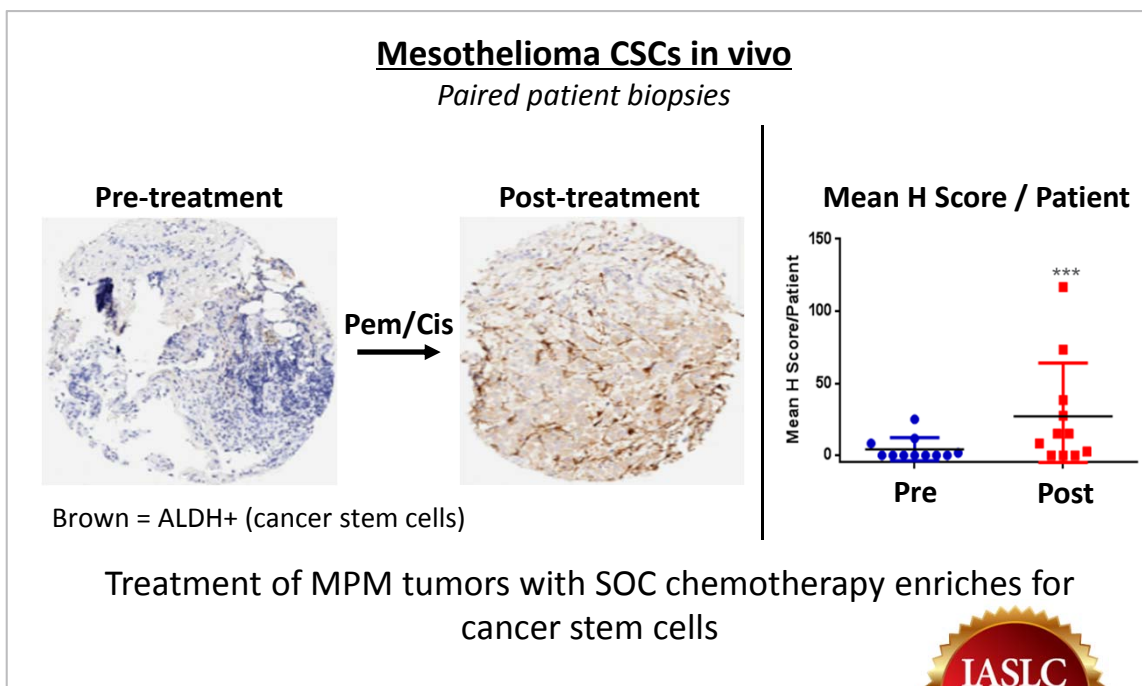 Mesothelioma CSCs in vivo
Paired patient biopsies
Pre-treatment
Post-treatment
Mean H Score / Patient
Pem/Cis
Mean H Score/Patient
150
100
50
0
***
Pre
Post
Brown = ALDH+ (cancer stem cells)
Treatment of MPM tumors with SOC chemotherapy enriches for
cancer stem cells
IASLC